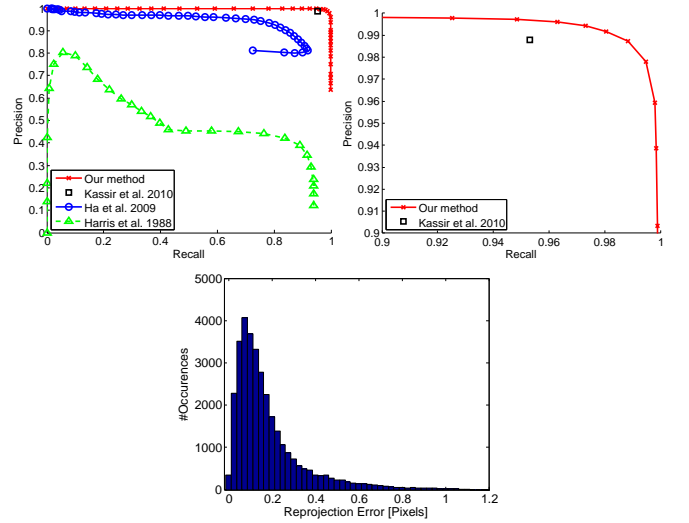 1
0.9
0.8
0.7
0.6
0.5
0.4
0.3
0.2
0.1
0
Precision
Our method
Kassir et al. 2010
Ha et al. 2009
Harris et al. 1988
0 0.2 0.4 0.6 0.8 1
Recall
1
0.99
0.98
0.97
0.96
0.95
0.94
0.93
0.92
0.91
0.9
Precision
Our method
Kassir et al. 2010
0.9 0.92 0.94 0.96 0.98 1
Recall
5000
4000
3000
2000
1000
0
#Occurences
0 0.2 0.4 0.6 0.8 1.0 1.2
Reprojection Error [Pixels]